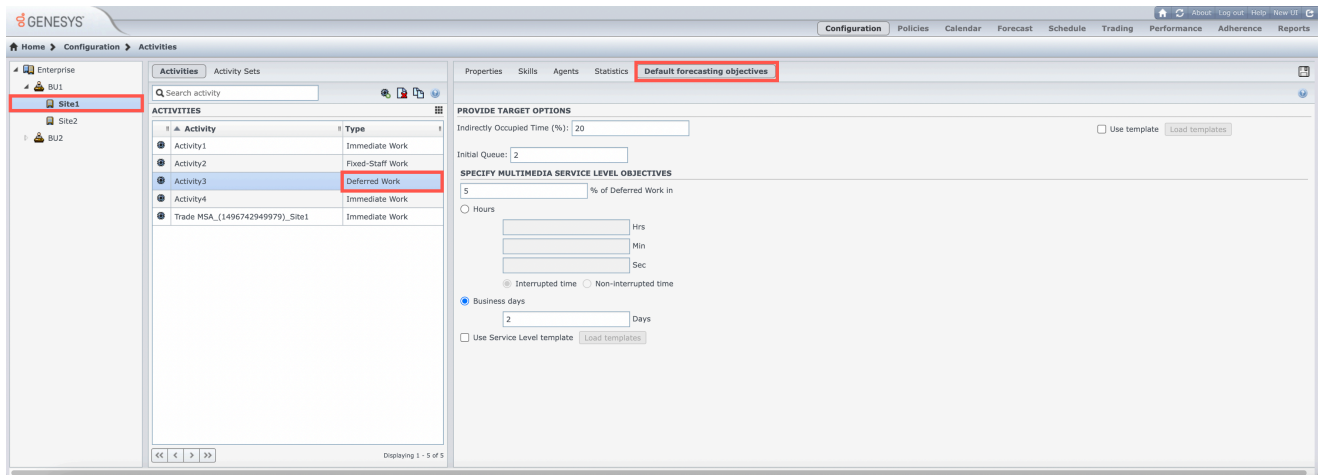 GENESYS
About Log out Help New UI
Configuration Policies Calendar Forecast Schedule Trading Performance Adherence Reports
Home Configuration Activities
Enterprise
BU1
Site1
Site2
BU2
Activities Activity Sets
Search activity
ACTIVITIES
Activity Type
Activity1 Immediate Work
Activity2 Fixed-Staff Work
Activity3 Deferred Work
Activity4 Immediate Work
Trade MSA_(1496742949979)_Site1 Immediate Work
<< < > >> Displaying 1 - 5 of 5
Properties Skills Agents Statistics Default forecasting objectives
PROVIDE TARGET OPTIONS
Indirectly Occupied Time (%): 20 Use template Load templates
Initial Queue: 2
SPECIFY MULTIMEDIA SERVICE LEVEL OBJECTIVES
5 % of Deferred Work in
Hours
Hrs
Min
Sec
Interrupted time Non-interrupted time
Business days
2 Days
Use Service Level template Load templates